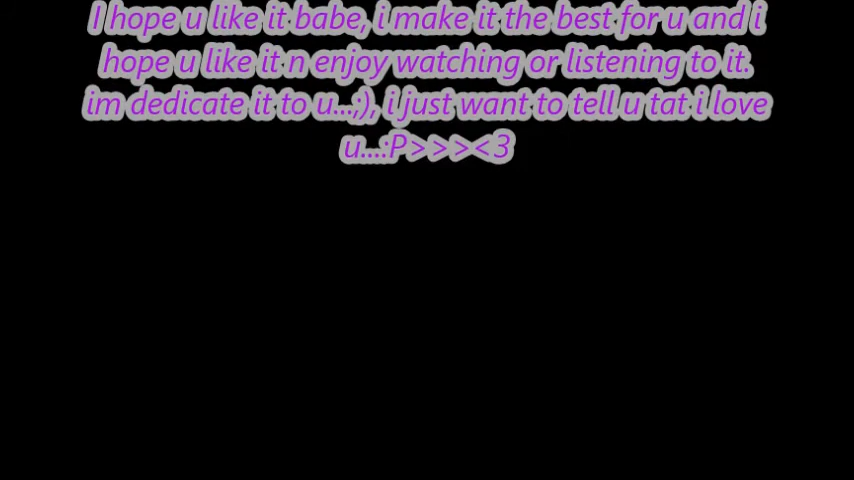 I hope u like it babe, i make it the best for u and i
hope u like it n enjoy watching or listening to it.
im dedicate it to u...;), i just want to tell u tat i love
u....:P>>><3